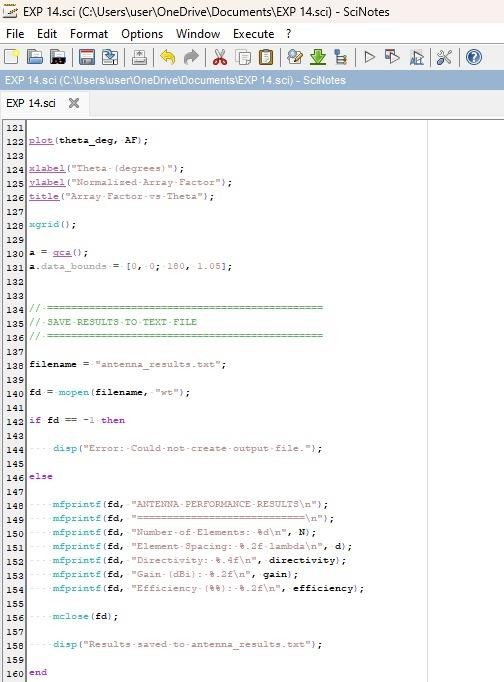 EXP 14.sci (C:\Users\user\OneDrive\Documents\EXP 14.sci) - SciNotes
File Edit Format Options Window Execute ?
EXP 14.sci (C:\Users\user\OneDrive\Documents\EXP 14.sci) - SciNotes
EXP 14.sci
121
122 plot(theta_deg, AF);
123
124 xlabel("Theta (degrees)");
125 ylabel("Normalized Array Factor");
126 title("Array Factor vs Theta");
127
128 xgrid();
129
130 a = gca();
131 a.data_bounds = [0, 0; 180, 1.05];
132
133
134 // ==============================================
135 // SAVE RESULTS TO TEXT FILE
136 // ==============================================
137
138 filename = "antenna_results.txt";
139
140 fd = mopen(filename, "wt");
141
142 if fd == -1 then
143
144 disp("Error: Could not create output file.");
145
146 else
147
148 mfprintf(fd, "ANTENNA PERFORMANCE RESULTS\n");
149 mfprintf(fd, "============================\n");
150 mfprintf(fd, "Number of Elements: %d\n", N);
151 mfprintf(fd, "Element Spacing: %.2f lambda\n", d);
152 mfprintf(fd, "Directivity: %.4f\n", directivity);
153 mfprintf(fd, "Gain (dBi): %.2f\n", gain);
154 mfprintf(fd, "Efficiency (%%): %.2f\n", efficiency);
155
156 mclose(fd);
157
158 disp("Results saved to antenna_results.txt");
159
160 end